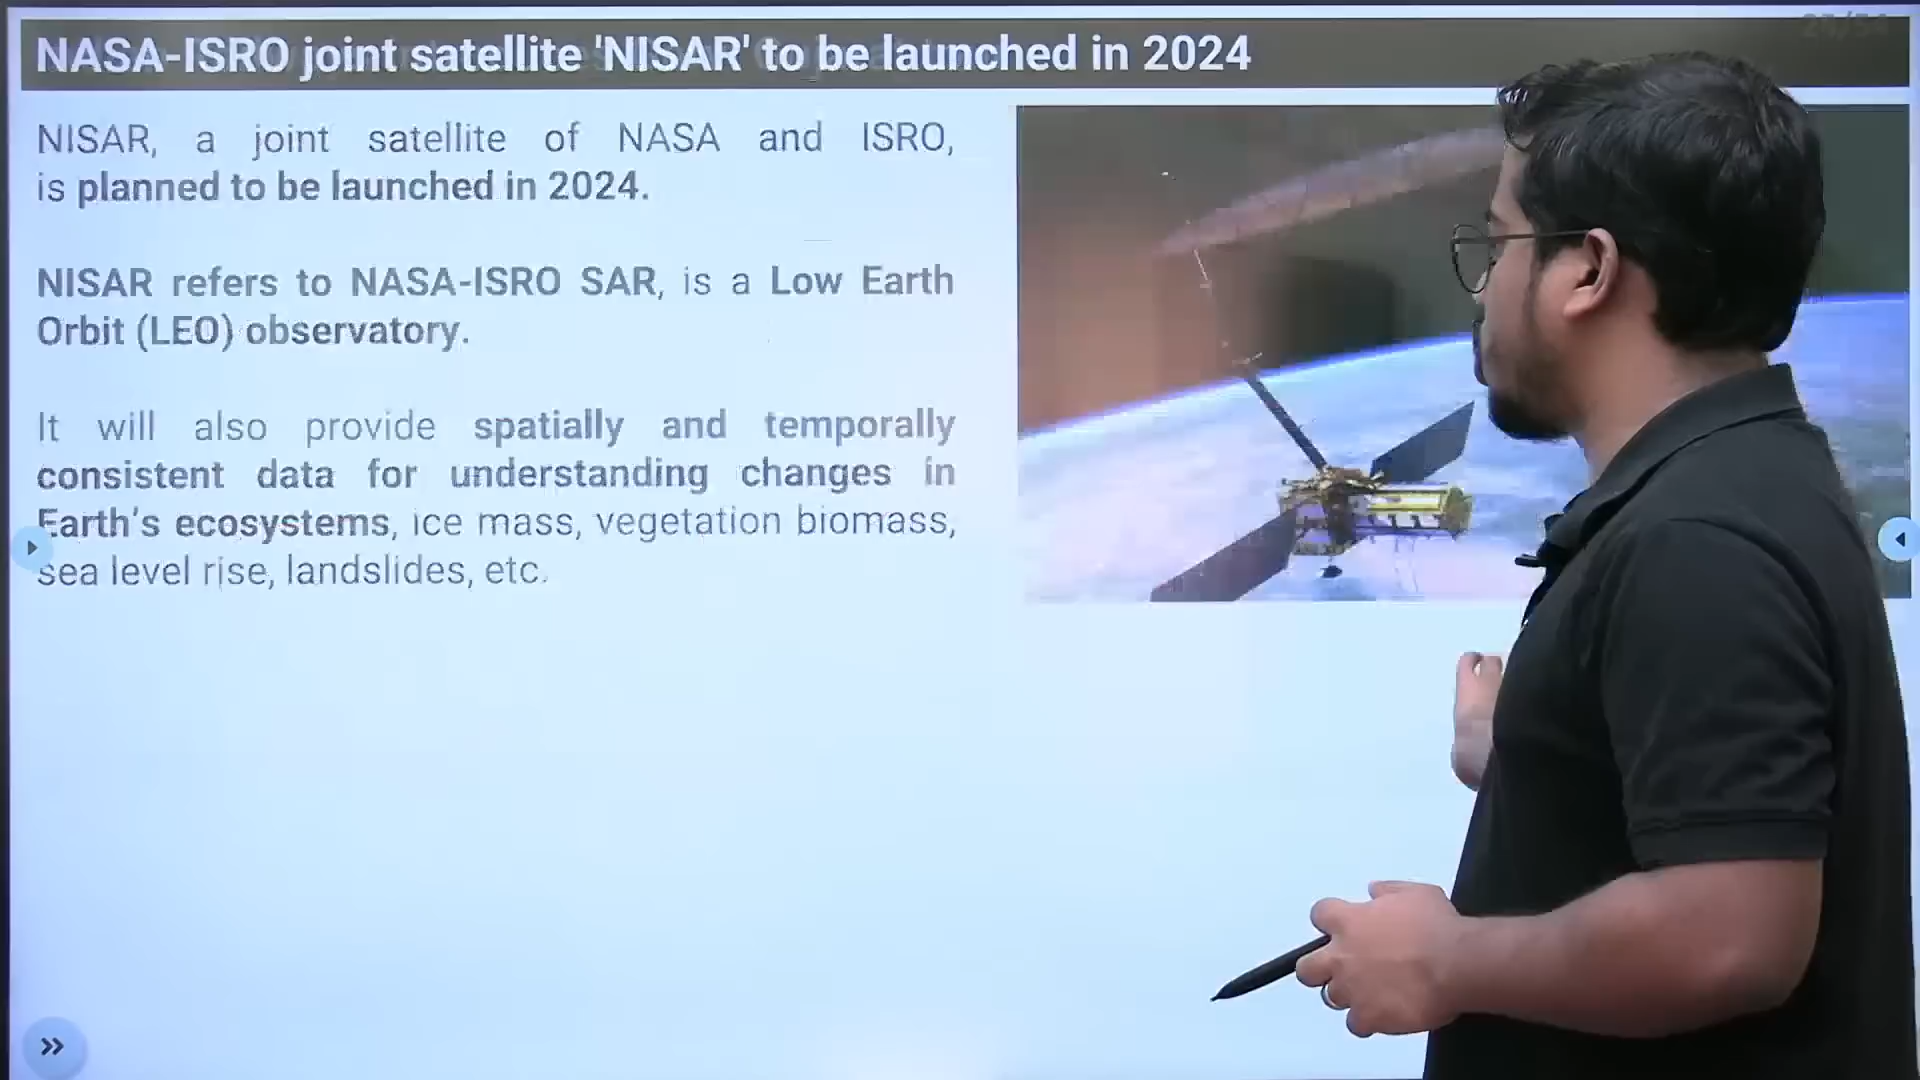 NASA-ISRO joint satellite 'NISAR' to be launched in 2024
NISAR, a joint satellite of NASA and ISRO,
is planned to be launched in 2024.
NISAR refers to NASA-ISRO SAR, is a Low Earth
Orbit (LEO) observatory.
It will also provide spatially and temporally
consistent data for understanding changes in
Earth's ecosystems, ice mass, vegetation biomass,
sea level rise, landslides, etc.